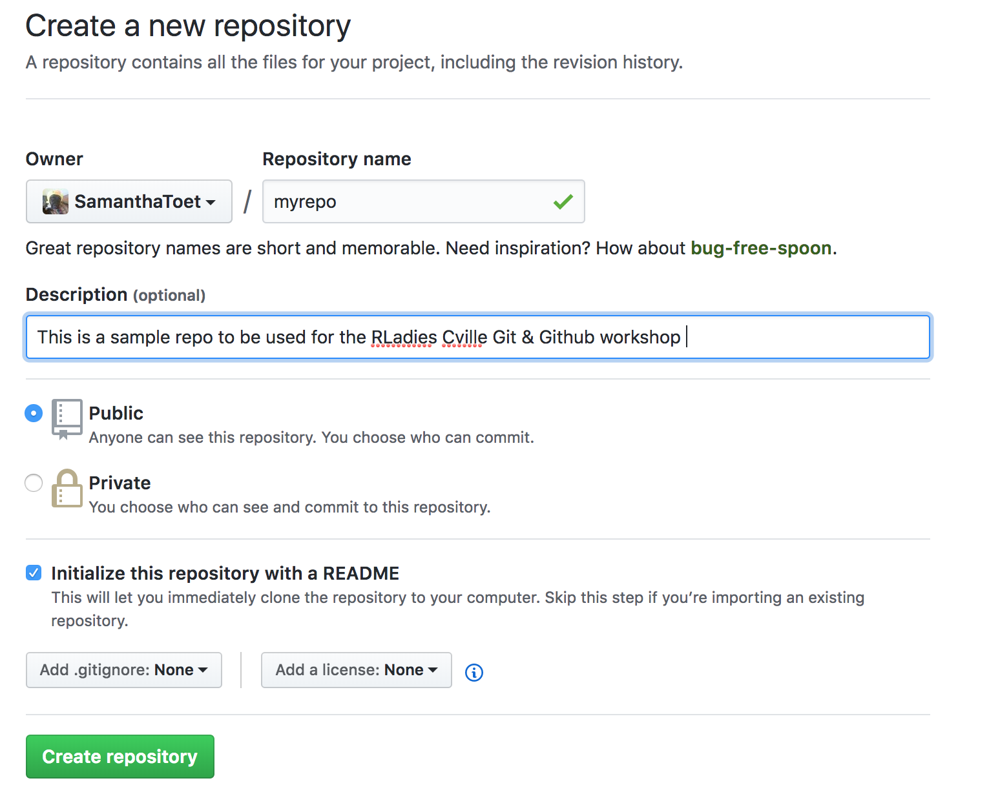 Create a new repository
A repository contains all the files for your project, including the revision history.
Owner
Repository name
SamanthaToet / myrepo
Great repository names are short and memorable. Need inspiration? How about bug-free-spoon.
Description (optional)
This is a sample repo to be used for the RLadies Cville Git & Github workshop
Public
Anyone can see this repository. You choose who can commit.
Private
You choose who can see and commit to this repository.
Initialize this repository with a README
This will let you immediately clone the repository to your computer. Skip this step if you’re importing an existing
repository.
Add .gitignore: None
Add a license: None
Create repository